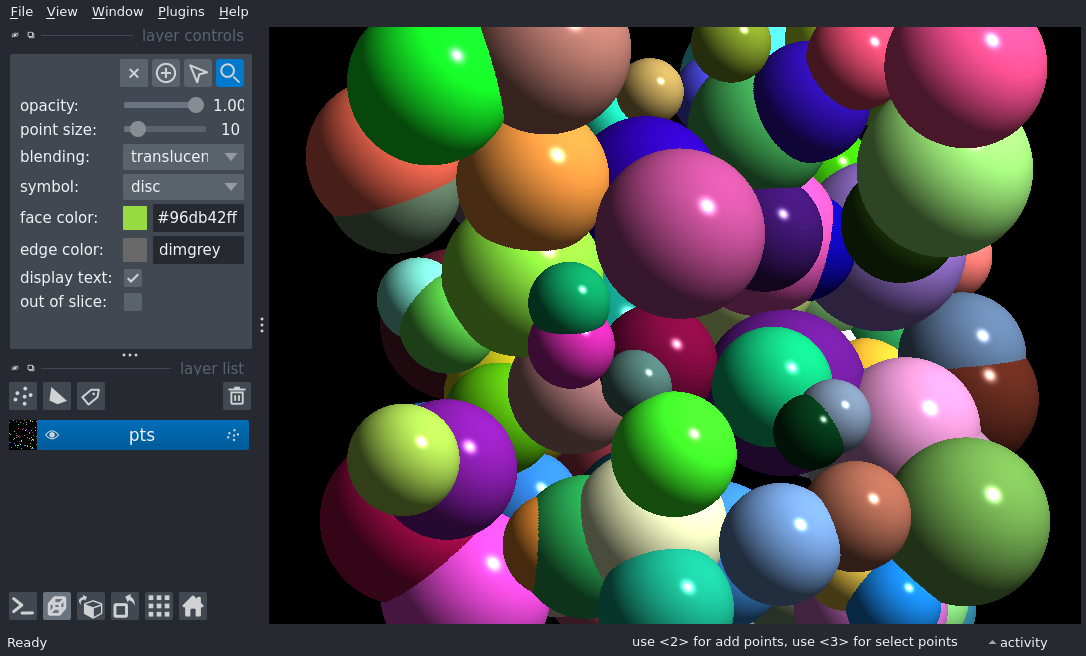 File View Window Plugins Help
layer controls
opacity: 1.00
point size: 10
blending: translucen
symbol: disc
face color: #96db42ff
edge color: dimgrey
display text:
out of slice:
layer list
pts
Ready
use <2> for add points, use <3> for select points
activity